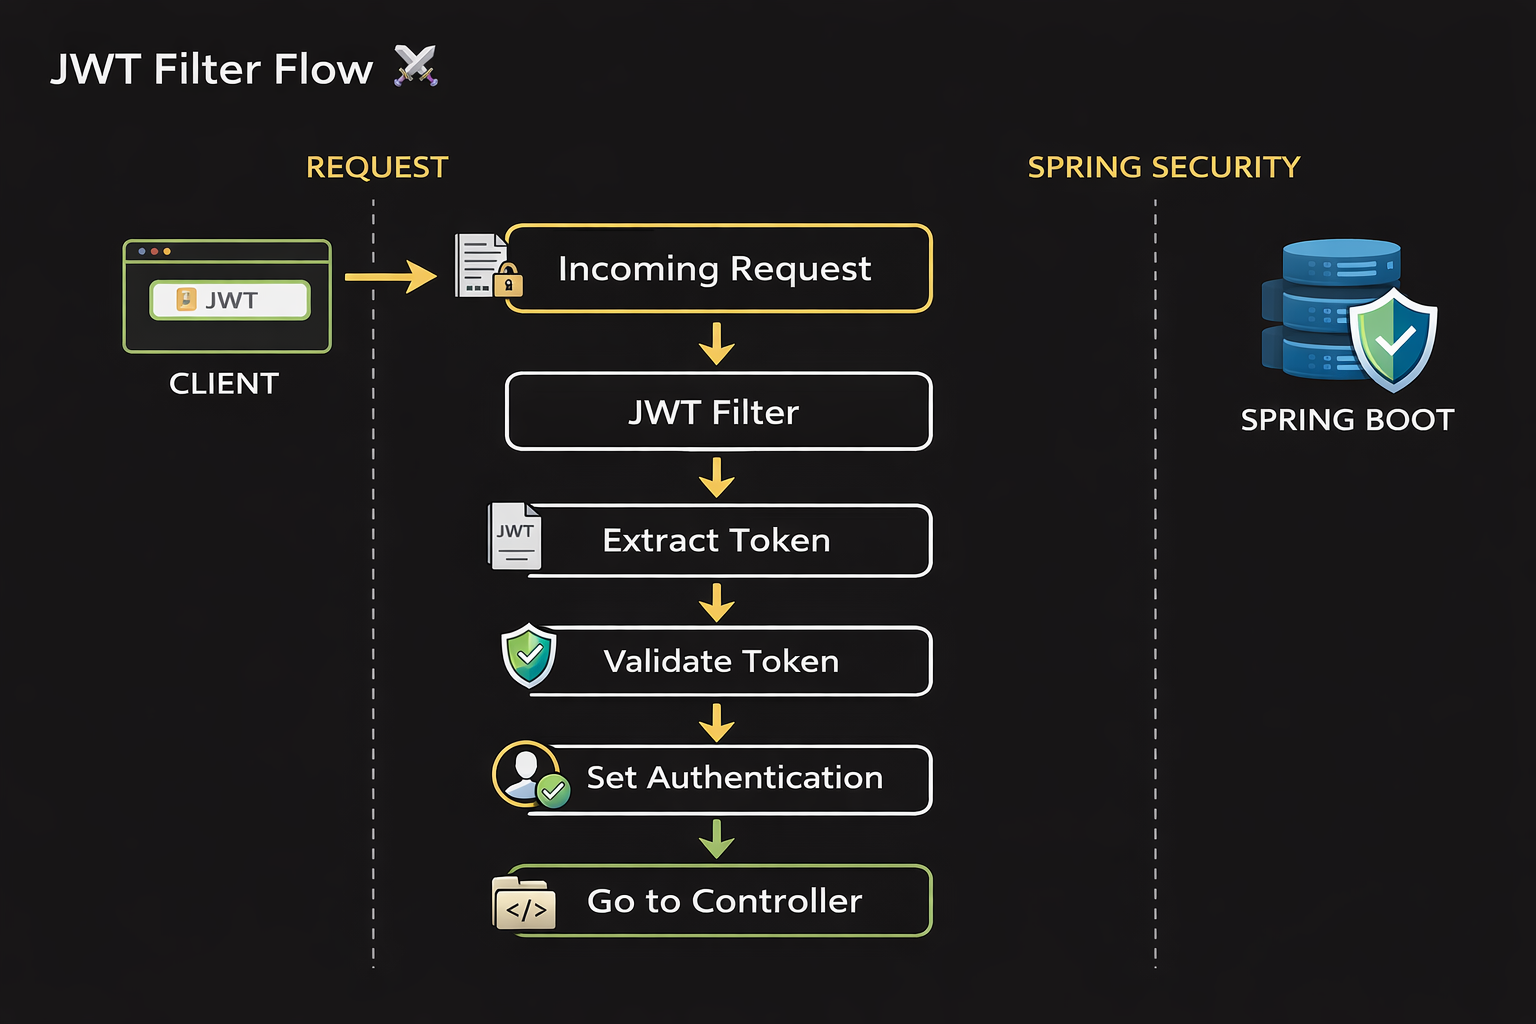 JWT Filter Flow ⚔
REQUEST
SPRING SECURITY
JWT
CLIENT
Incoming Request
JWT Filter
JWT
Extract Token
Validate Token
Set Authentication
</>
Go to Controller
SPRING BOOT